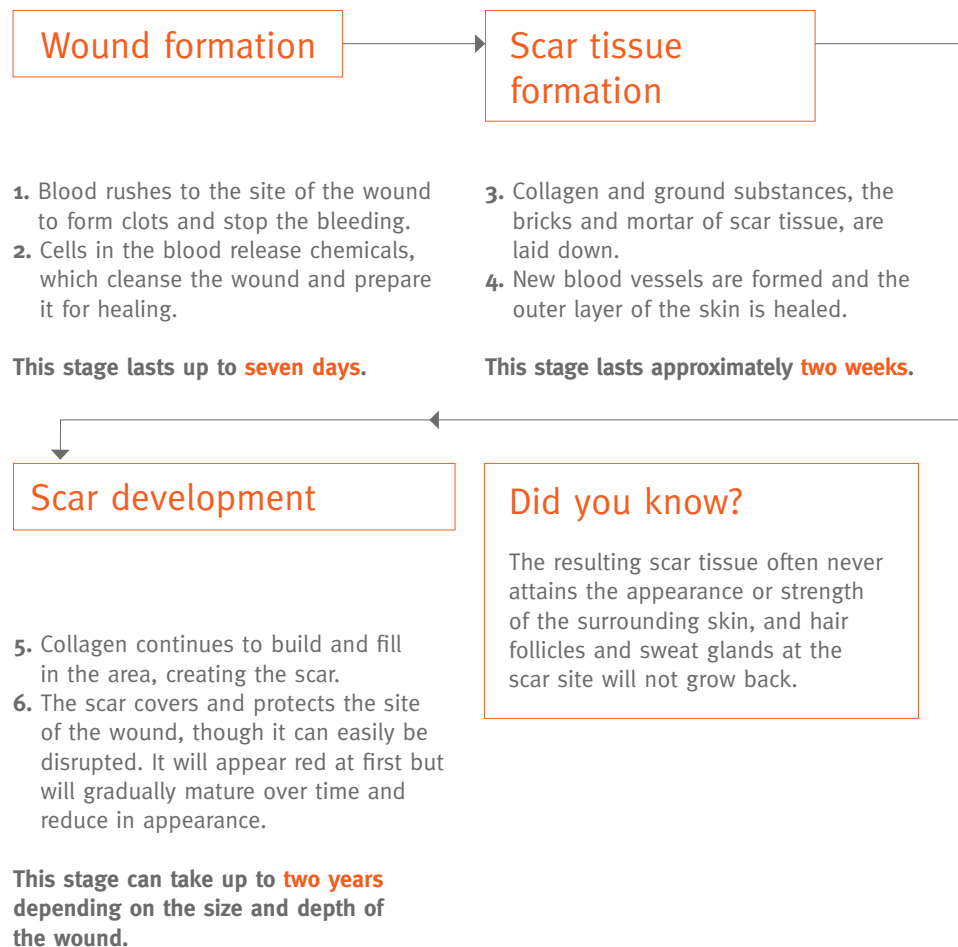 Wound formation
Scar tissue
formation
1. Blood rushes to the site of the wound
to form clots and stop the bleeding.
2. Cells in the blood release chemicals,
which cleanse the wound and prepare
it for healing.
This stage lasts up to seven days.
3. Collagen and ground substances, the
bricks and mortar of scar tissue, are
laid down.
4. New blood vessels are formed and the
outer layer of the skin is healed.
This stage lasts approximately two weeks.
Scar development
5. Collagen continues to build and fill
in the area, creating the scar.
6. The scar covers and protects the site
of the wound, though it can easily be
disrupted. It will appear red at first but
will gradually mature over time and
reduce in appearance.
This stage can take up to two years
depending on the size and depth of
the wound.
Did you know?
The resulting scar tissue often never
attains the appearance or strength
of the surrounding skin, and hair
follicles and sweat glands at the
scar site will not grow back.